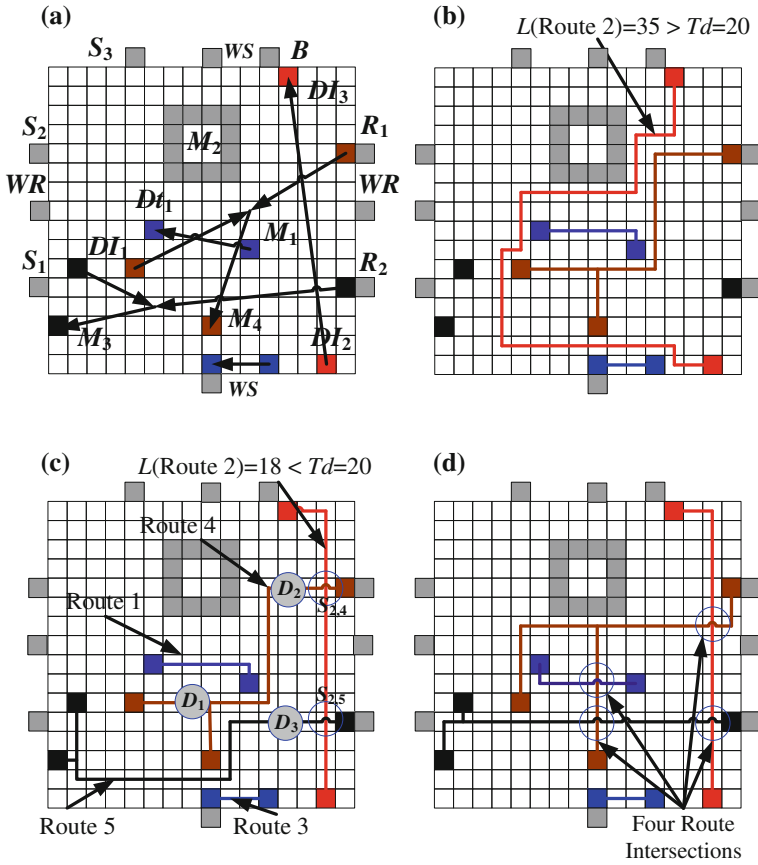 (a)
(b)
S3 WS B
L(Route 2)=35 > Td=20
DI3
S2 M2 R1
WR Dt1 WR
S1 DI1 M1 R2
M3 M4 DI2
WS
(c)
(d)
L(Route 2)=18 < Td=20
Route 4
D2
S2,4
Route 1
D1 S2,5
D3
Route 5 Route 3
Four Route
Intersections